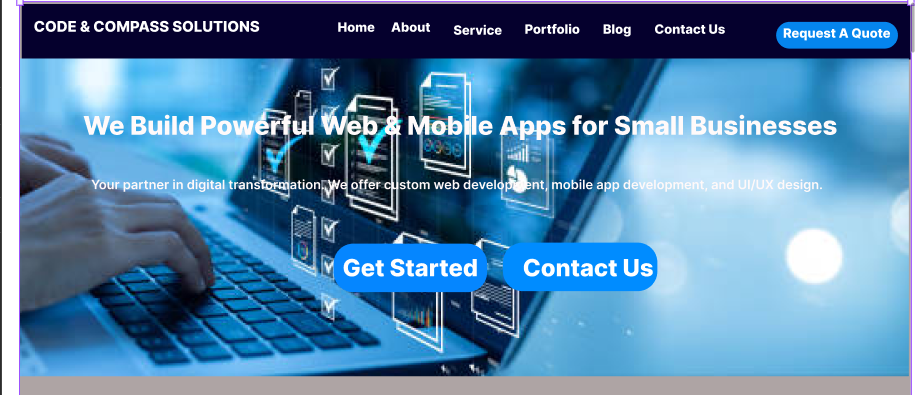 CODE & COMPASS SOLUTIONS Home About Service Portfolio Blog Contact Us Request A Quote
We Build Powerful Web & Mobile Apps for Small Businesses
Your partner in digital transformation. We offer custom web development, mobile app development, and UI/UX design.
Get Started Contact Us